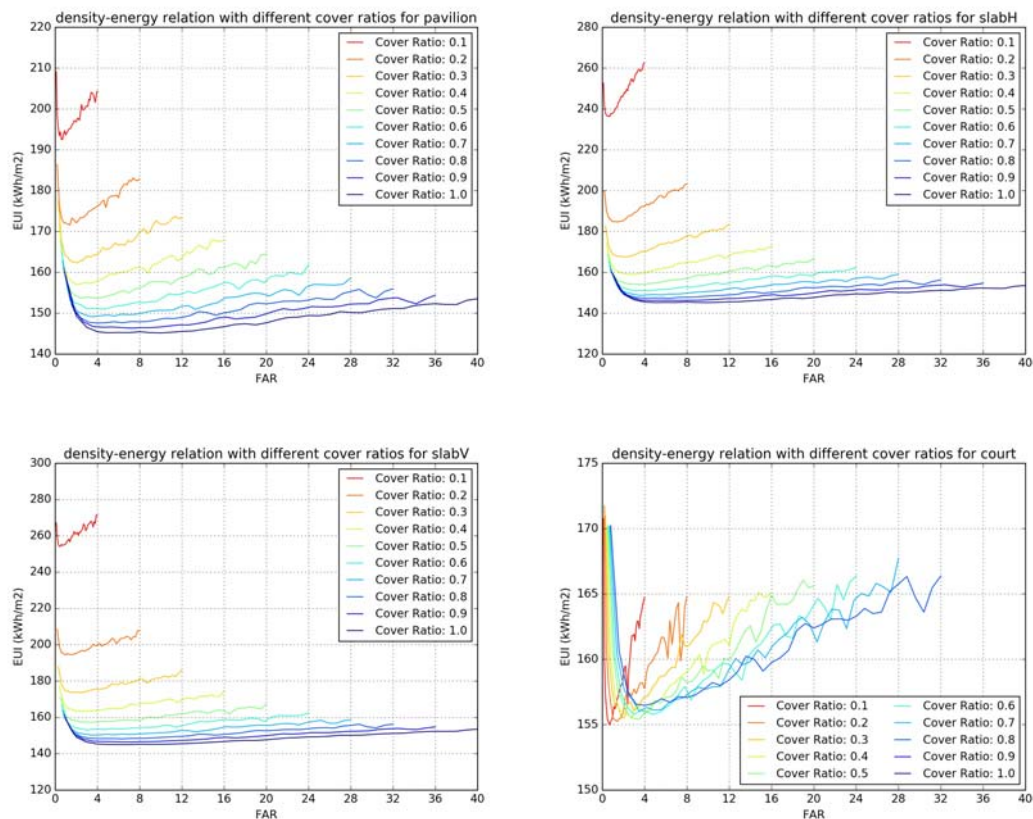 density-energy relation with different cover ratios for pavilion
220
210
200
190
180
170
160
150
140
EUI (kWh/m2)
0 4 8 12 16 20 24 28 32 36 40
FAR
Cover Ratio: 0.1
Cover Ratio: 0.2
Cover Ratio: 0.3
Cover Ratio: 0.4
Cover Ratio: 0.5
Cover Ratio: 0.6
Cover Ratio: 0.7
Cover Ratio: 0.8
Cover Ratio: 0.9
Cover Ratio: 1.0
density-energy relation with different cover ratios for slabH
280
260
240
220
200
180
160
140
120
EUI (kWh/m2)
0 4 8 12 16 20 24 28 32 36 40
FAR
Cover Ratio: 0.1
Cover Ratio: 0.2
Cover Ratio: 0.3
Cover Ratio: 0.4
Cover Ratio: 0.5
Cover Ratio: 0.6
Cover Ratio: 0.7
Cover Ratio: 0.8
Cover Ratio: 0.9
Cover Ratio: 1.0
density-energy relation with different cover ratios for slabV
300
280
260
240
220
200
180
160
140
120
EUI (kWh/m2)
0 4 8 12 16 20 24 28 32 36 40
FAR
Cover Ratio: 0.1
Cover Ratio: 0.2
Cover Ratio: 0.3
Cover Ratio: 0.4
Cover Ratio: 0.5
Cover Ratio: 0.6
Cover Ratio: 0.7
Cover Ratio: 0.8
Cover Ratio: 0.9
Cover Ratio: 1.0
density-energy relation with different cover ratios for court
175
170
165
160
155
150
EUI (kWh/m2)
0 4 8 12 16 20 24 28 32 36 40
FAR
Cover Ratio: 0.1
Cover Ratio: 0.2
Cover Ratio: 0.3
Cover Ratio: 0.4
Cover Ratio: 0.5
Cover Ratio: 0.6
Cover Ratio: 0.7
Cover Ratio: 0.8
Cover Ratio: 0.9
Cover Ratio: 1.0